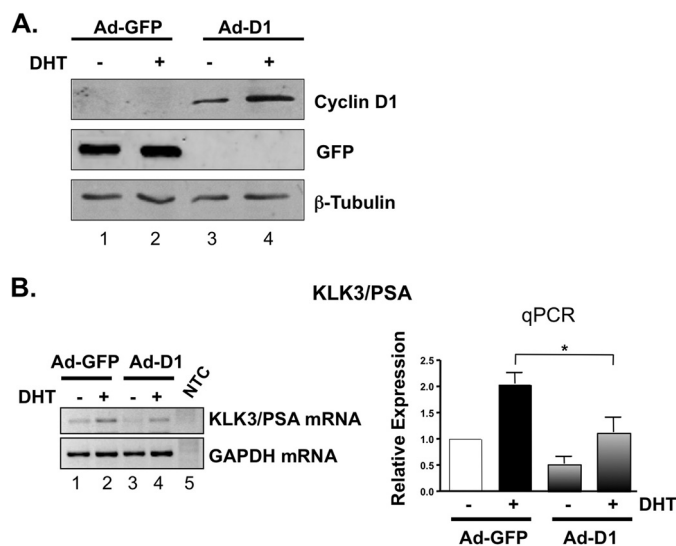 A.
Ad-GFP Ad-D1
DHT - + - +
Cyclin D1
GFP
β-Tubulin
1 2 3 4
B.
KLK3/PSA
qPCR
Ad-GFP Ad-D1 NTC
DHT - + - +
KLK3/PSA mRNA
GAPDH mRNA
1 2 3 4 5
Relative Expression
2.5
2.0
1.5
1.0
0.5
0.0
*
- + - + DHT
Ad-GFP Ad-D1